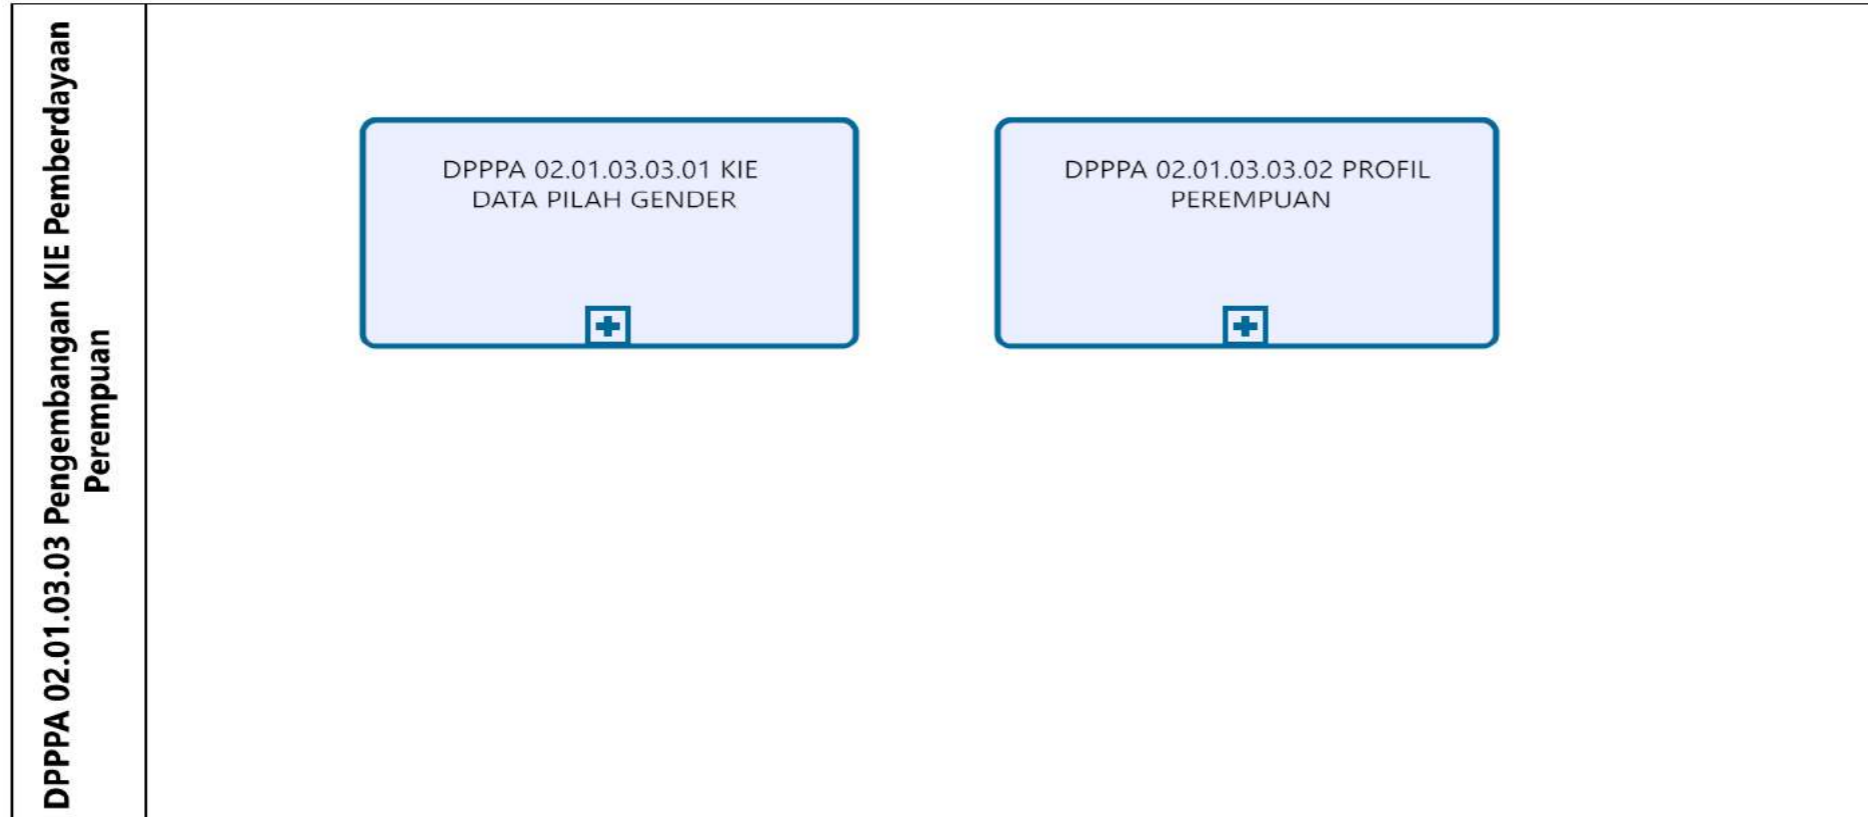 DPPPA 02.01.03.03 Pengembangan KIE Pemberdayaan
Perempuan
DPPPA 02.01.03.03.01 KIE
DATA PILAH GENDER
DPPPA 02.01.03.03.02 PROFIL
PEREMPUAN